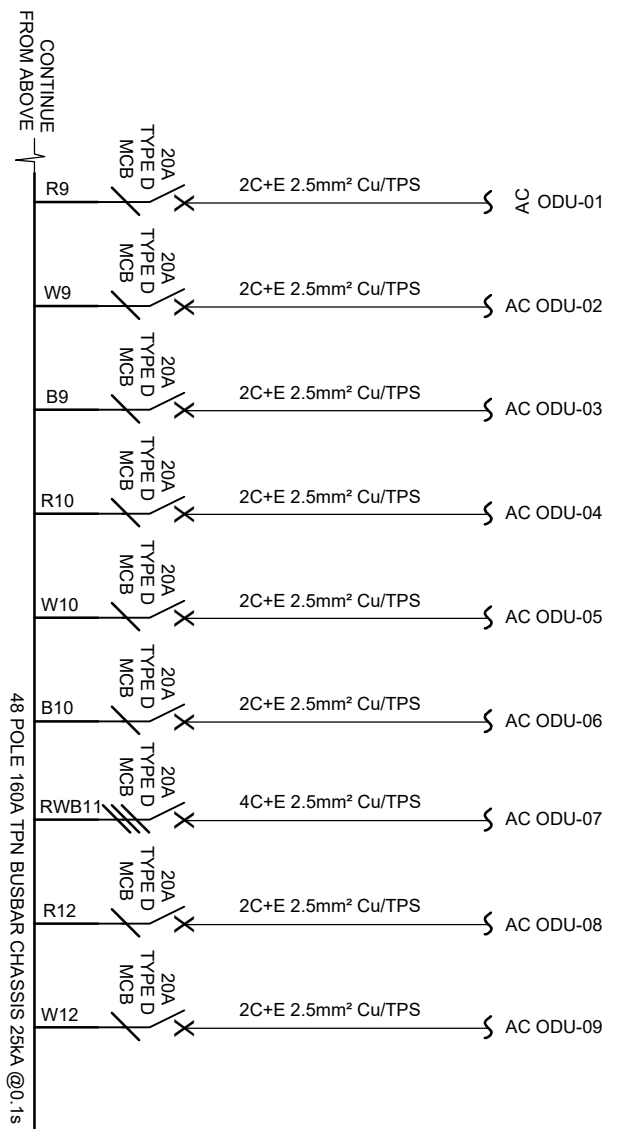 CONTINUE
FROM ABOVE
R9
20A
TYPE D
MCB
2C+E 2.5mm² Cu/TPS
AC ODU-01
W9
20A
TYPE D
MCB
2C+E 2.5mm² Cu/TPS
AC ODU-02
B9
20A
TYPE D
MCB
2C+E 2.5mm² Cu/TPS
AC ODU-03
R10
20A
TYPE D
MCB
2C+E 2.5mm² Cu/TPS
AC ODU-04
W10
20A
TYPE D
MCB
2C+E 2.5mm² Cu/TPS
AC ODU-05
B10
20A
TYPE D
MCB
2C+E 2.5mm² Cu/TPS
AC ODU-06
RWB11
20A
TYPE D
MCB
4C+E 2.5mm² Cu/TPS
AC ODU-07
R12
20A
TYPE D
MCB
2C+E 2.5mm² Cu/TPS
AC ODU-08
W12
20A
TYPE D
MCB
2C+E 2.5mm² Cu/TPS
AC ODU-09
48 POLE 160A TPN BUSBAR CHASSIS 25kA @0.1s